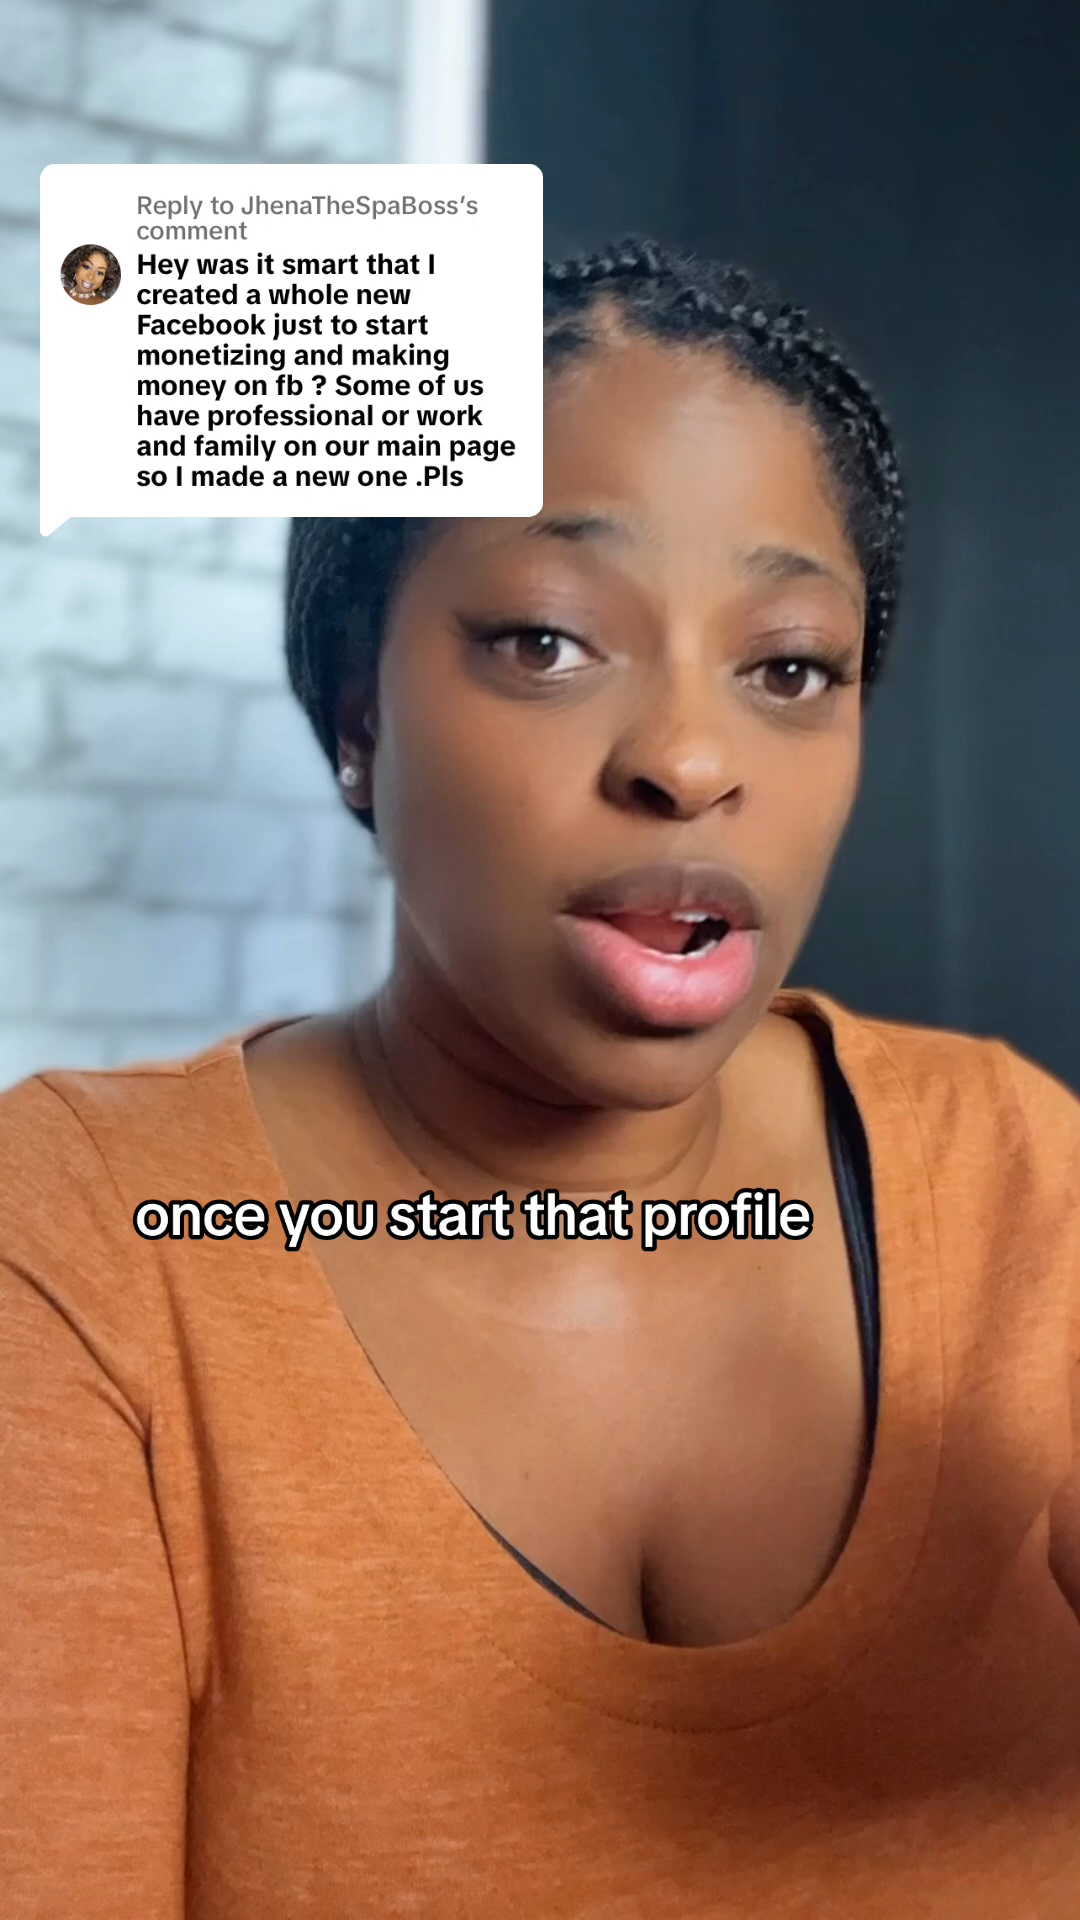 Reply to JhenaTheSpaBoss’s
comment
Hey was it smart that I
created a whole new
Facebook just to start
monetizing and making
money on fb ? Some of us
have professional or work
and family on our main page
so I made a new one .Pls
once you start that profile